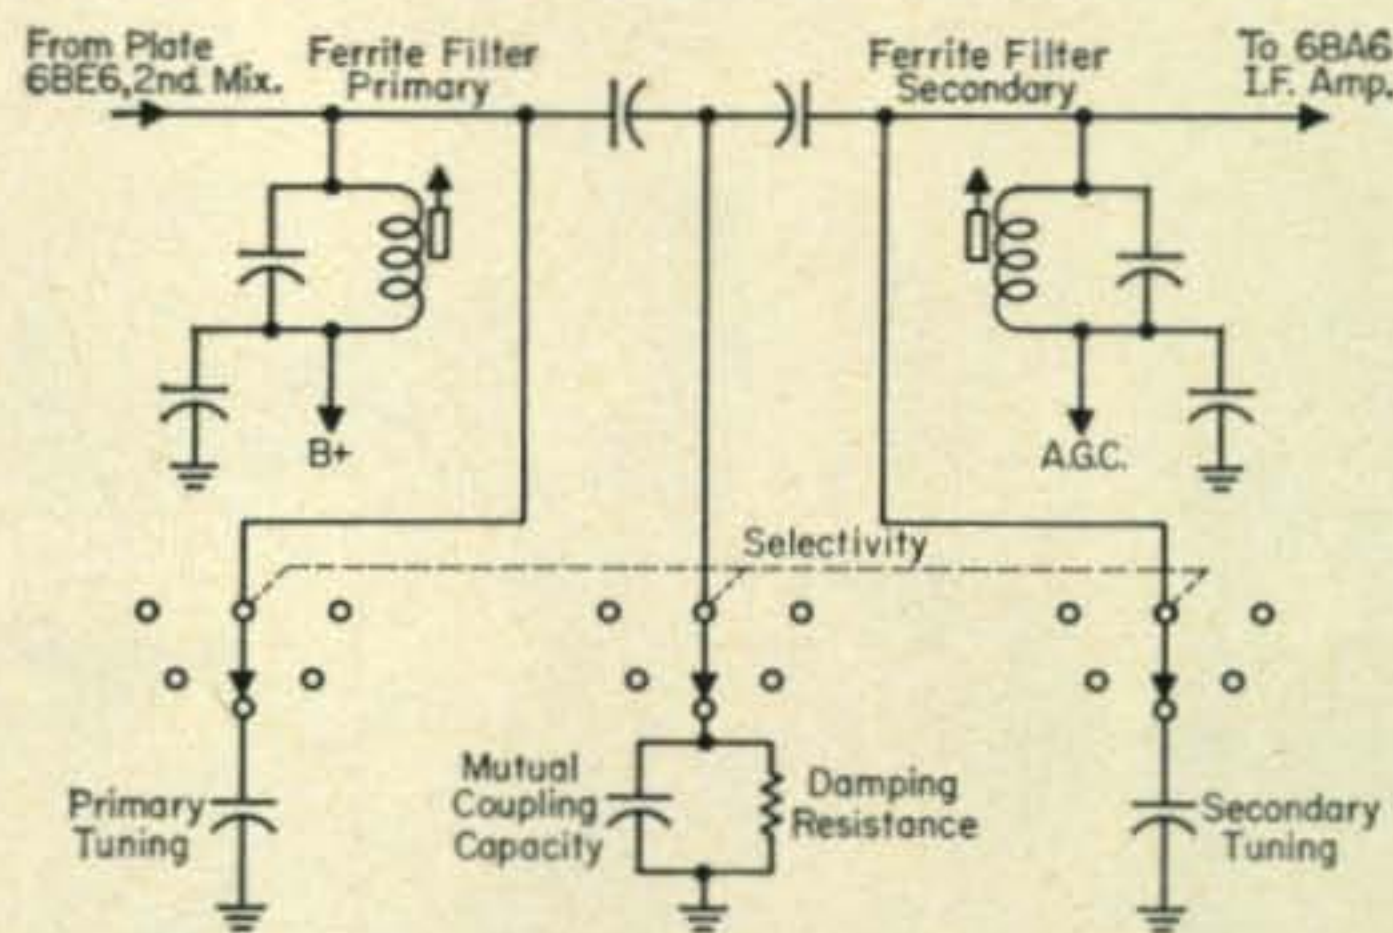 From Plate
6BE6, 2nd. Mix.
Ferrite Filter
Primary
Ferrite Filter
Secondary
To 6BA6
I.F. Amp.
B+
A.G.C.
Selectivity
Primary
Tuning
Mutual
Coupling
Capacity
Damping
Resistance
Secondary
Tuning